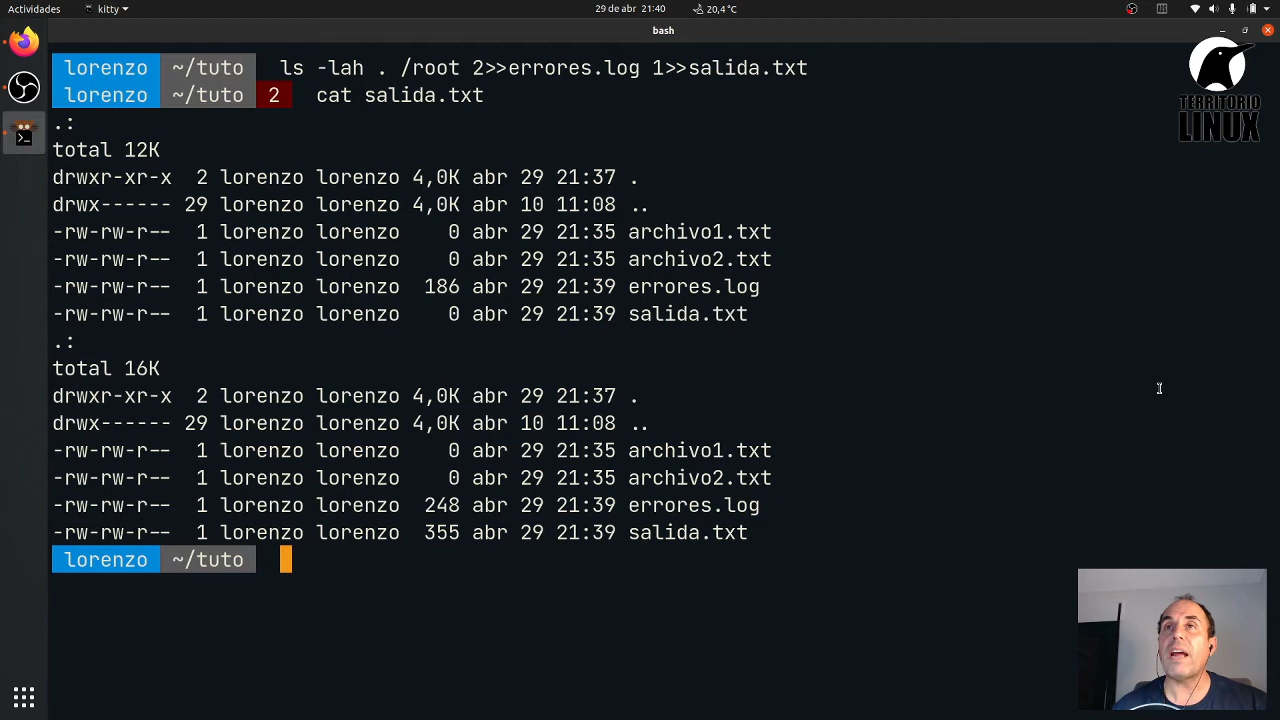 Actividades kitty 29 de abr 21:40 20,4 °C
bash
lorenzo ~/tuto ls -lah . /root 2>>errores.log 1>>salida.txt
lorenzo ~/tuto 2 cat salida.txt
.:
total 12K
drwxr-xr-x 2 lorenzo lorenzo 4,0K abr 29 21:37 .
drwx------ 29 lorenzo lorenzo 4,0K abr 10 11:08 ..
-rw-rw-r-- 1 lorenzo lorenzo 0 abr 29 21:35 archivo1.txt
-rw-rw-r-- 1 lorenzo lorenzo 0 abr 29 21:35 archivo2.txt
-rw-rw-r-- 1 lorenzo lorenzo 186 abr 29 21:39 errores.log
-rw-rw-r-- 1 lorenzo lorenzo 0 abr 29 21:39 salida.txt
.:
total 16K
drwxr-xr-x 2 lorenzo lorenzo 4,0K abr 29 21:37 .
drwx------ 29 lorenzo lorenzo 4,0K abr 10 11:08 ..
-rw-rw-r-- 1 lorenzo lorenzo 0 abr 29 21:35 archivo1.txt
-rw-rw-r-- 1 lorenzo lorenzo 0 abr 29 21:35 archivo2.txt
-rw-rw-r-- 1 lorenzo lorenzo 248 abr 29 21:39 errores.log
-rw-rw-r-- 1 lorenzo lorenzo 355 abr 29 21:39 salida.txt
lorenzo ~/tuto
TERRITORIO
LINUX